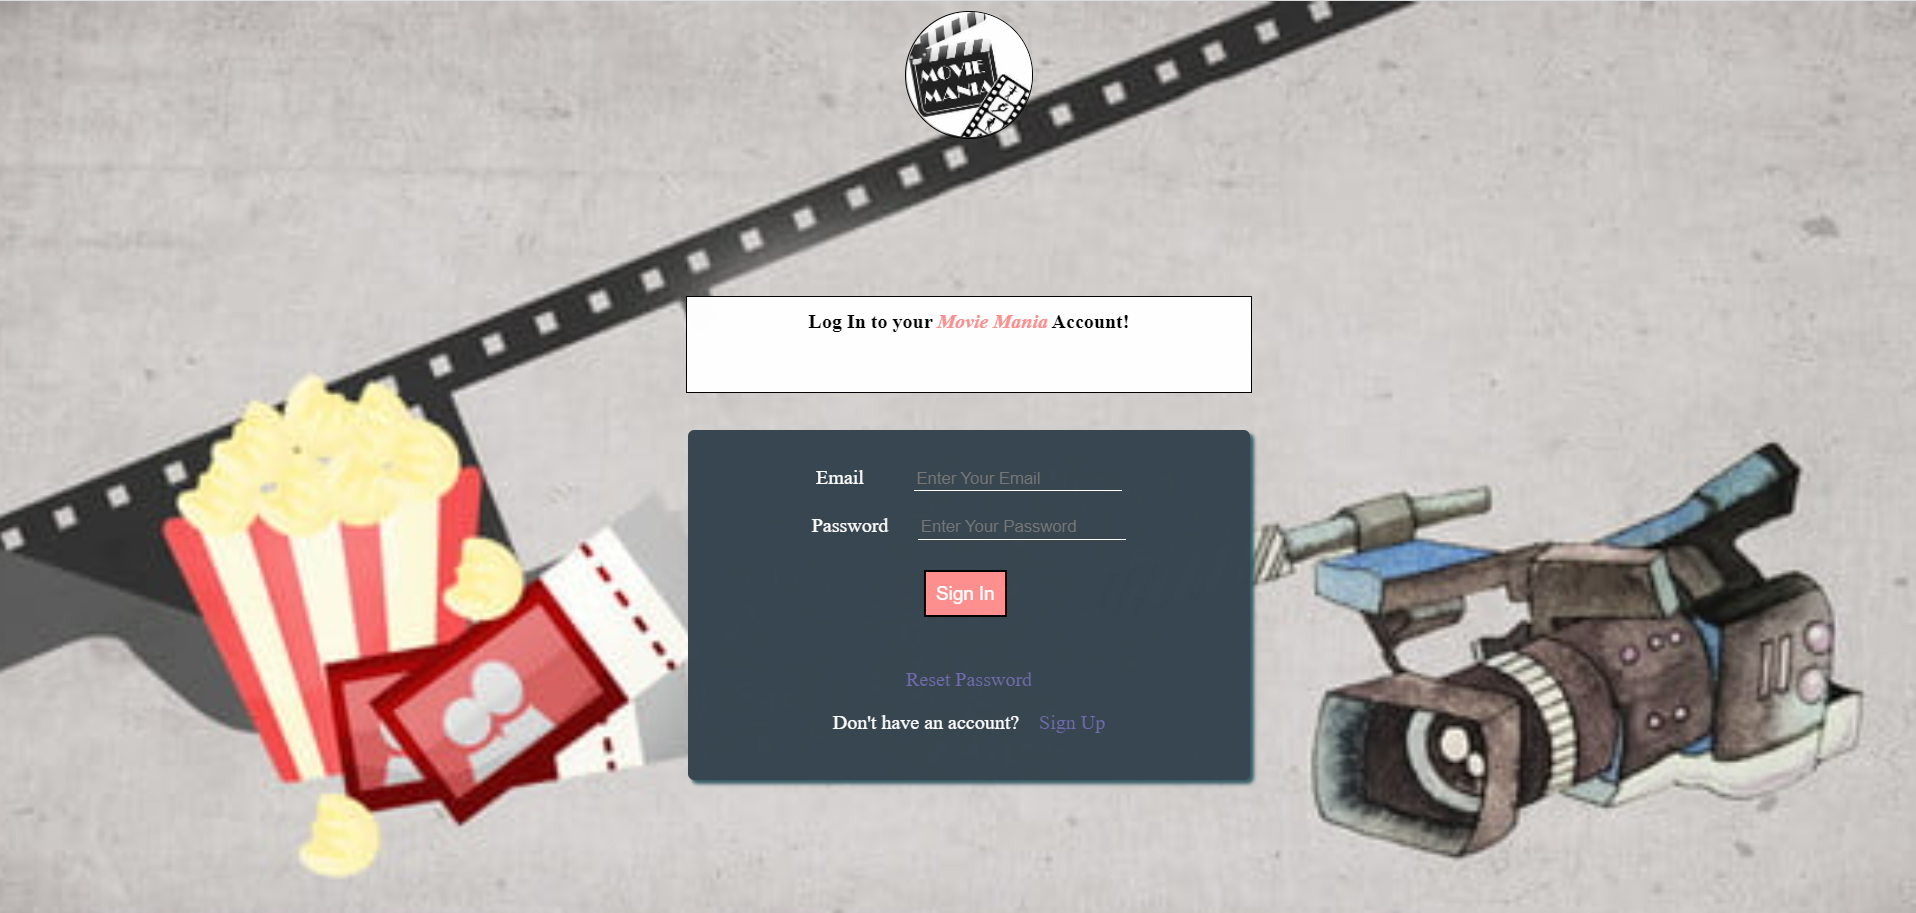 MOVIE
MANIA
Log In to your Movie Mania Account!
Email Enter Your Email
Password Enter Your Password
Sign In
Reset Password
Don't have an account? Sign Up